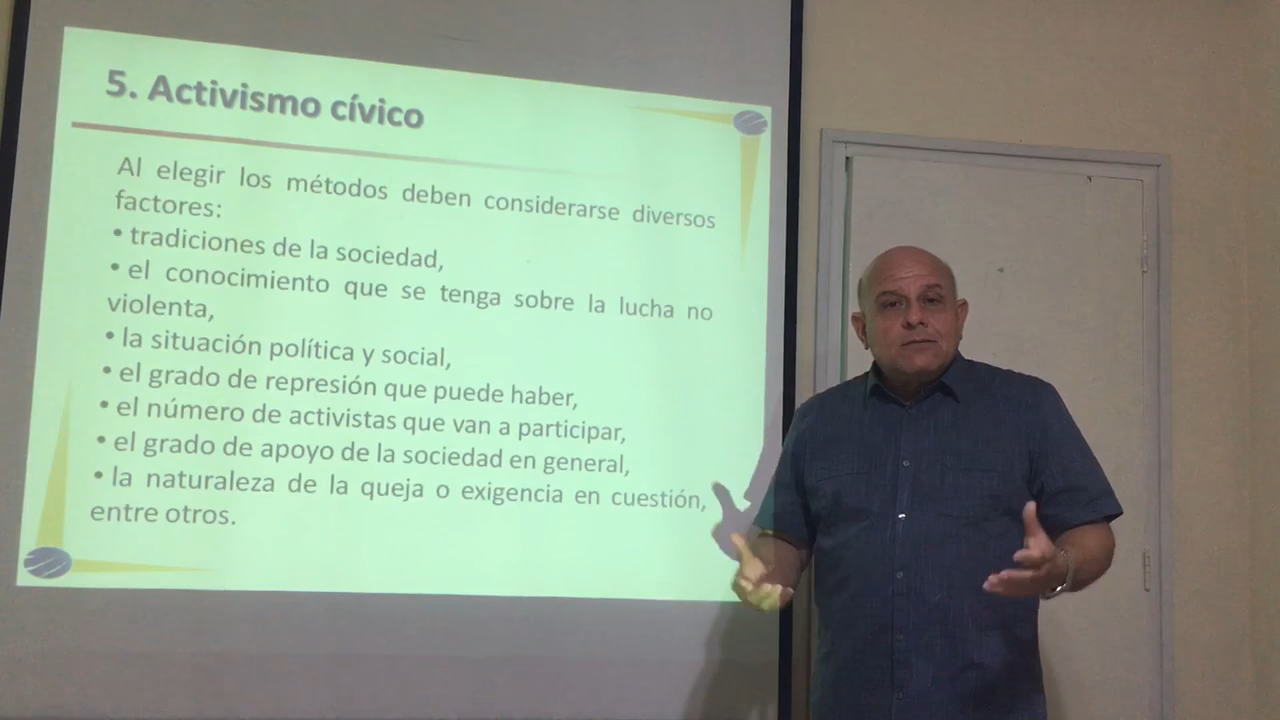 5. Activismo cívico
Al elegir los métodos deben considerarse diversos
factores:
• tradiciones de la sociedad,
• el conocimiento que se tenga sobre la lucha no
violenta,
• la situación política y social,
• el grado de represión que puede haber,
• el número de activistas que van a participar,
• el grado de apoyo de la sociedad en general,
• la naturaleza de la queja o exigencia en cuestión,
entre otros.